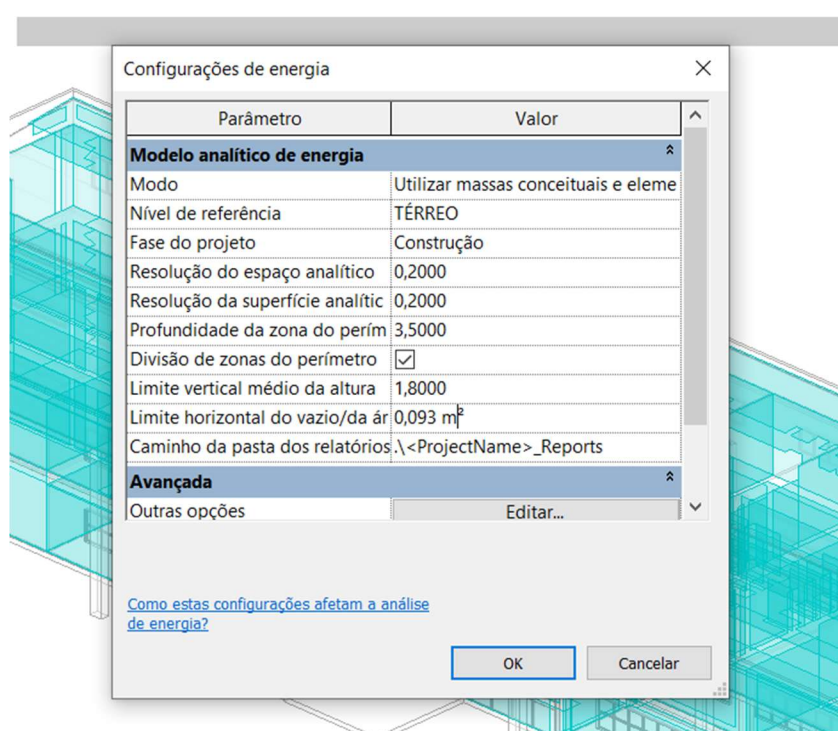 Configurações de energia
Parâmetro Valor
Modelo analítico de energia
Modo Utilizar massas conceituais e eleme
Nível de referência TÉRREO
Fase do projeto Construção
Resolução do espaço analítico 0,2000
Resolução da superfície analític 0,2000
Profundidade da zona do perím 3,5000
Divisão de zonas do perímetro
Limite vertical médio da altura 1,8000
Limite horizontal do vazio/da ár 0,093 m²
Caminho da pasta dos relatórios .\<ProjectName>_Reports
Avançada
Outras opções Editar...
Como estas configurações afetam a análise
de energia?
OK Cancelar